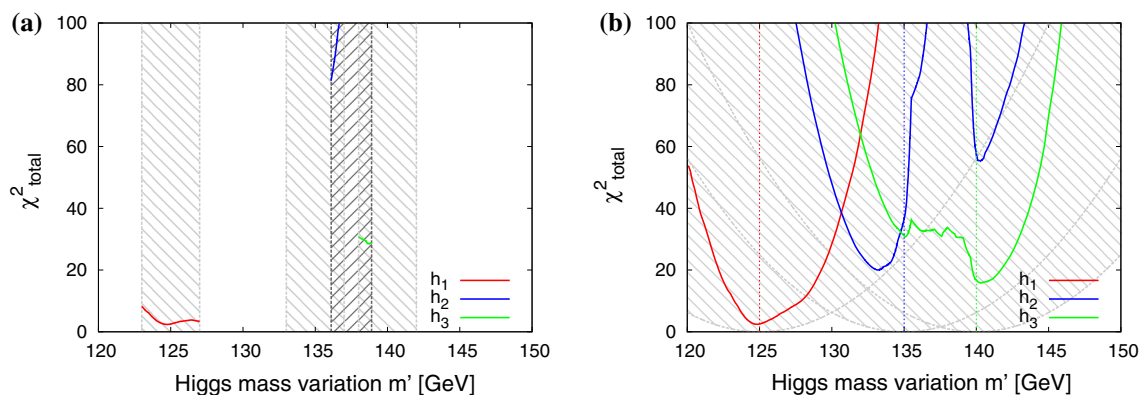 (a)
χ²total
100
80
60
40
20
0
120 125 130 135 140 145 150
Higgs mass variation m’ [GeV]
h₁
h₂
h₃
(b)
χ²total
100
80
60
40
20
0
120 125 130 135 140 145 150
Higgs mass variation m’ [GeV]
h₁
h₂
h₃